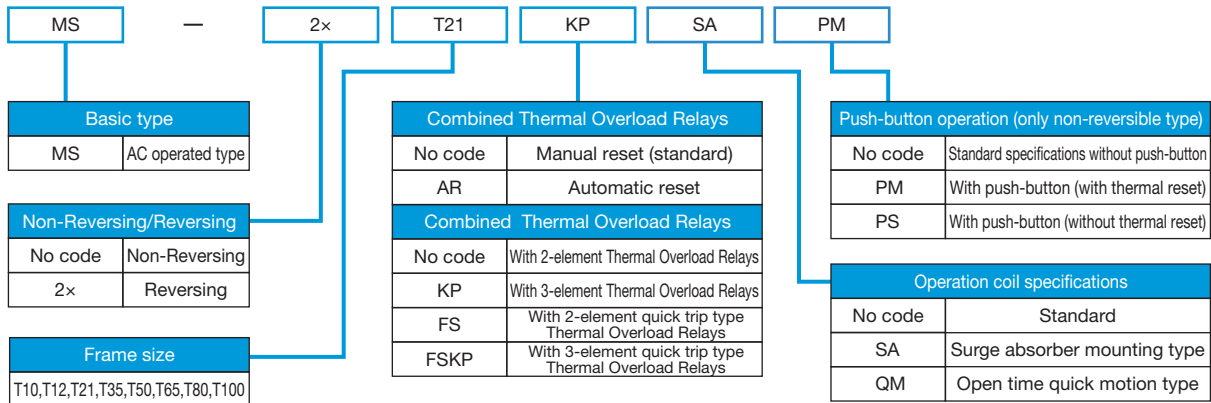 MS — 2× T21 KP SA PM
Basic type
MS AC operated type
Non-Reversing/Reversing
No code Non-Reversing
2× Reversing
Frame size
T10,T12,T21,T35,T50,T65,T80,T100
Combined Thermal Overload Relays
No code Manual reset (standard)
AR Automatic reset
Combined Thermal Overload Relays
No code With 2-element Thermal Overload Relays
KP With 3-element Thermal Overload Relays
FS With 2-element quick trip type
Thermal Overload Relays
FSKP With 3-element quick trip type
Thermal Overload Relays
Push-button operation (only non-reversible type)
No code Standard specifications without push-button
PM With push-button (with thermal reset)
PS With push-button (without thermal reset)
Operation coil specifications
No code Standard
SA Surge absorber mounting type
QM Open time quick motion type